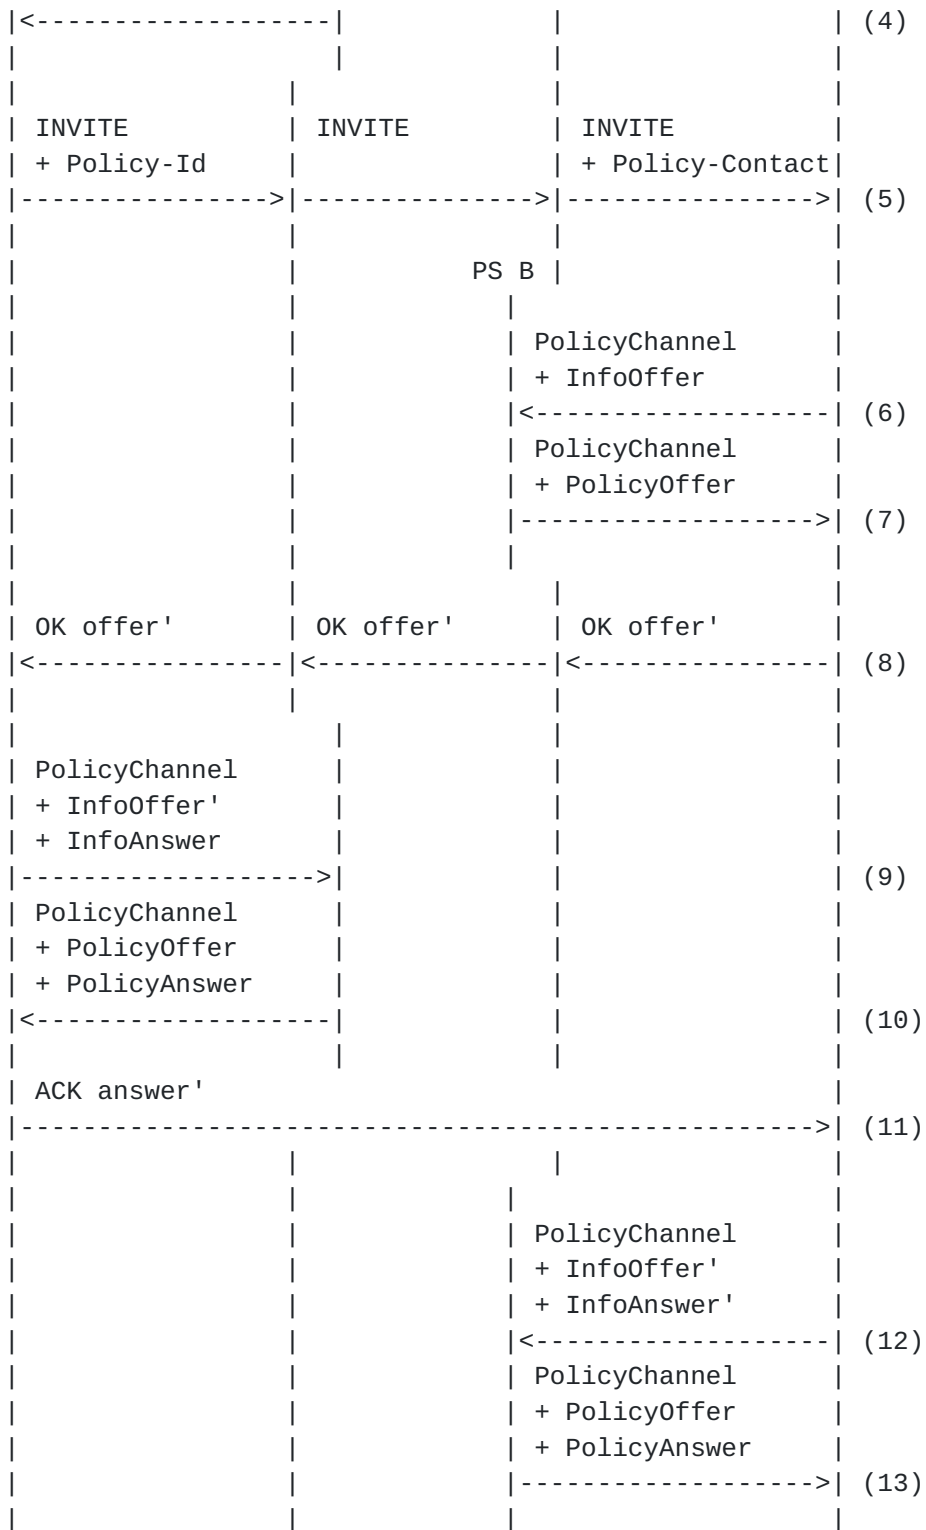 |<-------------------|             |                 | (4)
|                    |             |                 |
|                 |                |                 |
| INVITE          | INVITE         | INVITE          |
| + Policy-Id     |                | + Policy-Contact|
|---------------->|--------------->|---------------->| (5)
|                 |                |                 |
|                 |           PS B |                 |
|                 |             |                    |
|                 |             | PolicyChannel      |
|                 |             | + InfoOffer        |
|                 |             |<-------------------| (6)
|                 |             | PolicyChannel      |
|                 |             | + PolicyOffer      |
|                 |             |------------------->| (7)
|                 |             |                    |
|                 |                |                 |
| OK offer'       | OK offer'      | OK offer'       |
|<----------------|<---------------|<----------------| (8)
|                 |                |                 |
|                    |             |                 |
| PolicyChannel      |             |                 |
| + InfoOffer'       |             |                 |
| + InfoAnswer       |             |                 |
|------------------->|             |                 | (9)
| PolicyChannel      |             |                 |
| + PolicyOffer      |             |                 |
| + PolicyAnswer     |             |                 |
|<-------------------|             |                 | (10)
|                    |             |                 |
| ACK answer'                                        |
|--------------------------------------------------->| (11)
|                 |                |                 |
|                 |             |                    |
|                 |             | PolicyChannel      |
|                 |             | + InfoOffer'       |
|                 |             | + InfoAnswer'      |
|                 |             |<-------------------| (12)
|                 |             | PolicyChannel      |
|                 |             | + PolicyOffer      |
|                 |             | + PolicyAnswer     |
|                 |             |------------------->| (13)
|                 |             |                    |